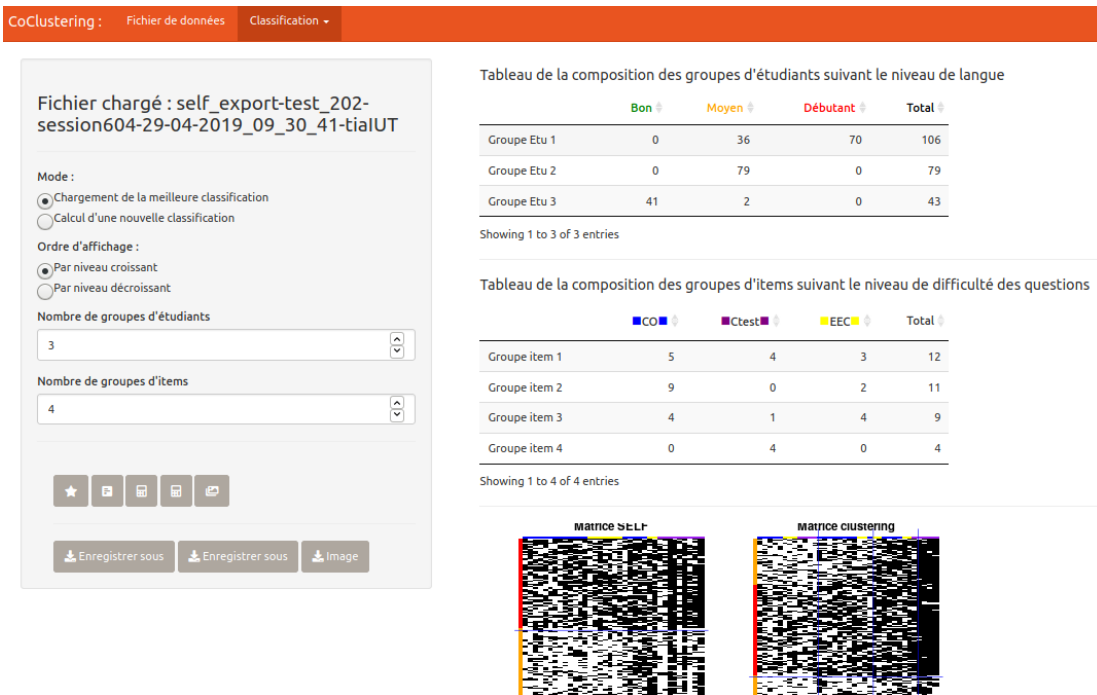 CoClustering : Fichier de données Classification
Fichier chargé : self_export-test_202-
session604-29-04-2019_09_30_41-tiaIUT
Mode :
Chargement de la meilleure classification
Calcul d'une nouvelle classification
Ordre d'affichage :
Par niveau croissant
Par niveau décroissant
Nombre de groupes d'étudiants
3
Nombre de groupes d'items
4
Enregistrer sous Enregistrer sous Image
Tableau de la composition des groupes d'étudiants suivant le niveau de langue
Bon Moyen Débutant Total
Groupe Etu 1 0 36 70 106
Groupe Etu 2 0 79 0 79
Groupe Etu 3 41 2 0 43
Showing 1 to 3 of 3 entries
Tableau de la composition des groupes d'items suivant le niveau de difficulté des questions
CO Ctest EEC Total
Groupe item 1 5 4 3 12
Groupe item 2 9 0 2 11
Groupe item 3 4 1 4 9
Groupe item 4 0 4 0 4
Showing 1 to 4 of 4 entries
Matrice SELF Matrice clustering